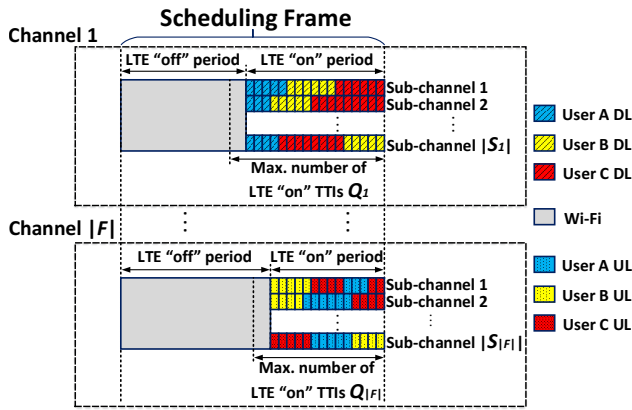 Scheduling Frame
Channel 1
LTE "off" period
LTE "on" period
Sub-channel 1
Sub-channel 2
Sub-channel |S1|
Max. number of
LTE "on" TTIs Q1
User A DL
User B DL
User C DL
Wi-Fi
Channel |F|
LTE "off" period
LTE "on" period
Sub-channel 1
Sub-channel 2
Sub-channel |S|F||
Max. number of
LTE "on" TTIs Q|F|
User A UL
User B UL
User C UL